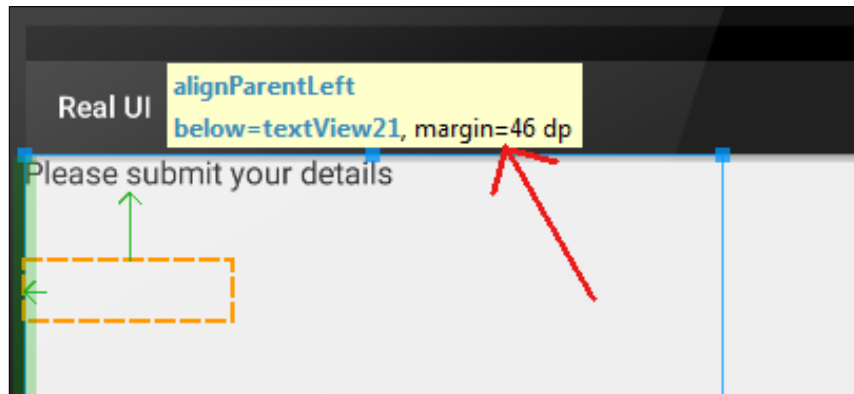 Real UI
alignParentLeft
below=textView21, margin=46 dp
Please submit your details